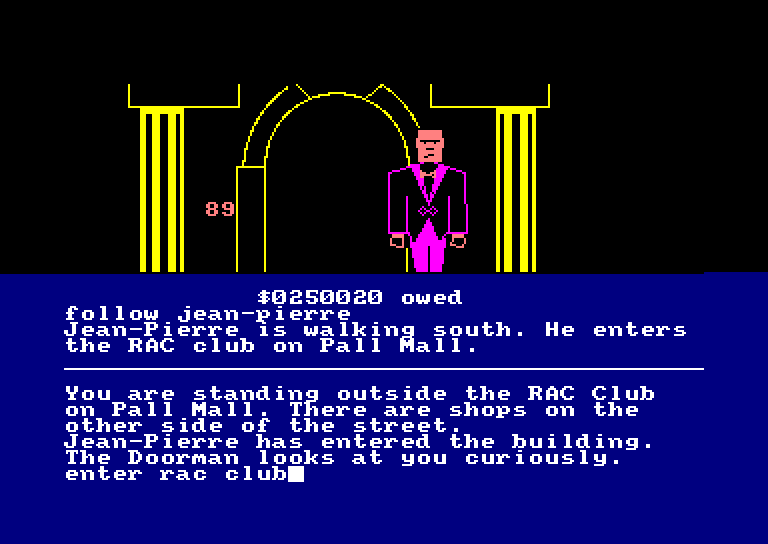 89
$0250020 owed
follow jean-pierre
Jean-Pierre is walking south. He enters
the RAC club on Pall Mall.
You are standing outside the RAC Club
on Pall Mall. There are shops on the
other side of the street.
Jean-Pierre has entered the building.
The Doorman looks at you curiously.
enter rac club